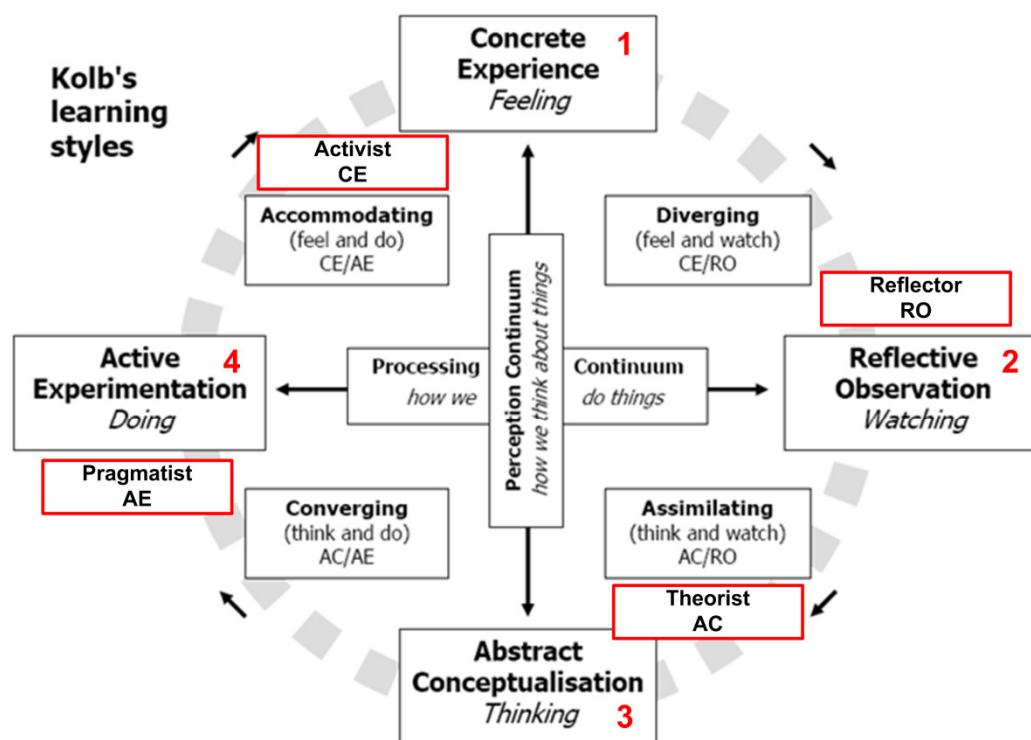 Kolb's
learning
styles
Concrete
Experience
Feeling
1
Activist
CE
Accommodating
(feel and do)
CE/AE
Diverging
(feel and watch)
CE/RO
Reflector
RO
Active
Experimentation
Doing
4
Processing
how we
Perception Continuum
how we think about things
Continuum
do things
Reflective
Observation
Watching
2
Pragmatist
AE
Converging
(think and do)
AC/AE
Assimilating
(think and watch)
AC/RO
Theorist
AC
Abstract
Conceptualisation
Thinking
3